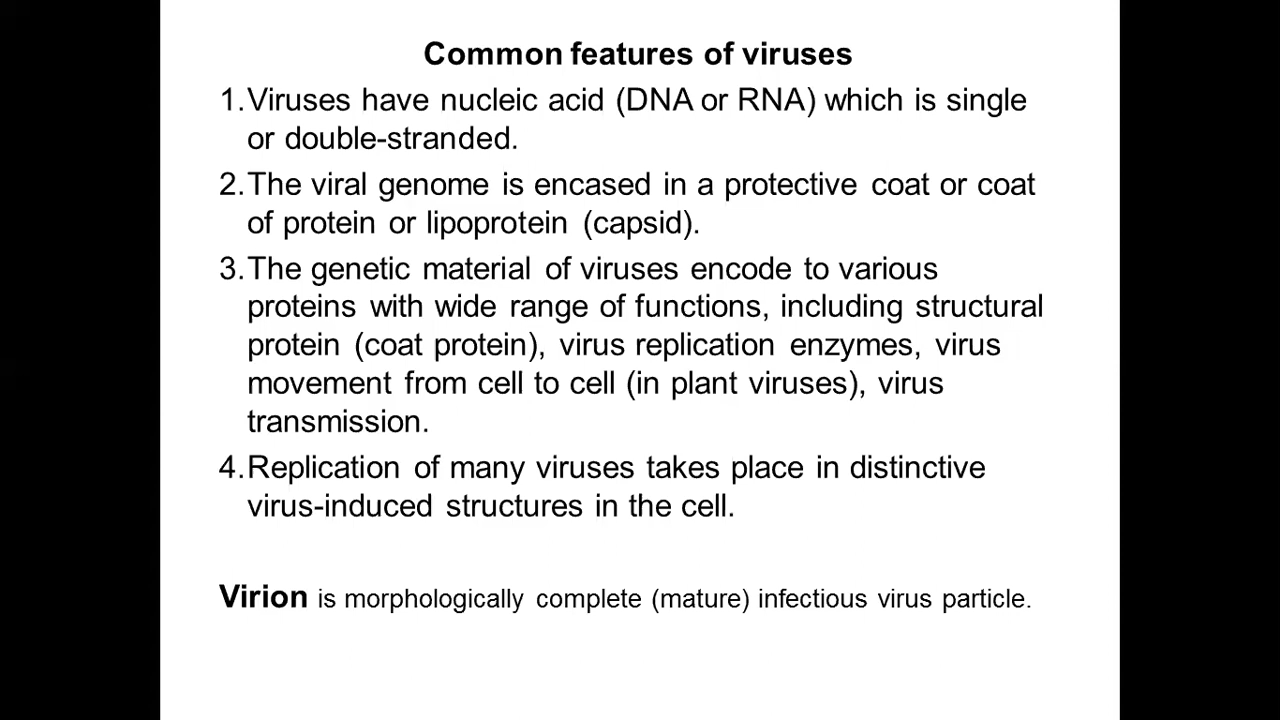 Common features of viruses
1.Viruses have nucleic acid (DNA or RNA) which is single
or double-stranded.
2.The viral genome is encased in a protective coat or coat
of protein or lipoprotein (capsid).
3.The genetic material of viruses encode to various
proteins with wide range of functions, including structural
protein (coat protein), virus replication enzymes, virus
movement from cell to cell (in plant viruses), virus
transmission.
4.Replication of many viruses takes place in distinctive
virus-induced structures in the cell.
Virion is morphologically complete (mature) infectious virus particle.